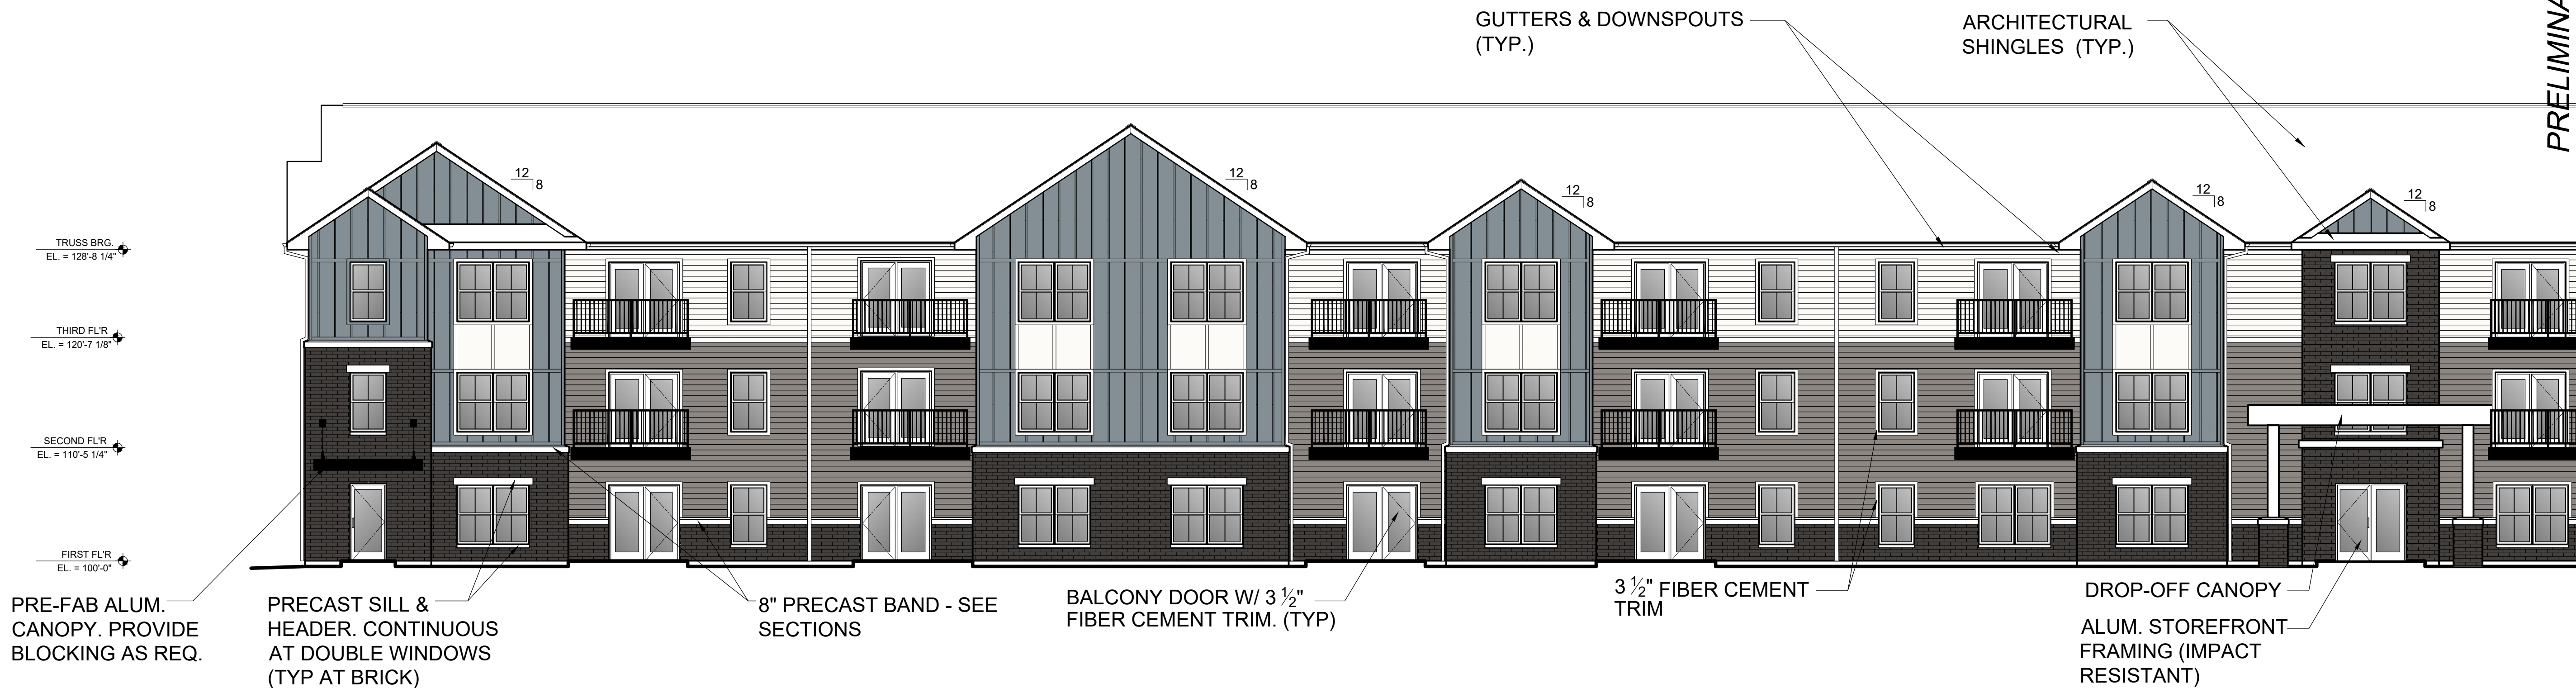 GUTTERS & DOWNSPOUTS
(TYP.)
ARCHITECTURAL
SHINGLES (TYP.)
12
8
12
8
12
8
12
8
12
8
TRUSS BRG.
EL. = 128'-8 1/4"
THIRD FL'R
EL. = 120'-7 1/8"
SECOND FL'R
EL. = 110'-5 1/4"
FIRST FL'R
EL. = 100'-0"
PRE-FAB ALUM.
CANOPY. PROVIDE
BLOCKING AS REQ.
PRECAST SILL &
HEADER. CONTINUOUS
AT DOUBLE WINDOWS
(TYP AT BRICK)
8" PRECAST BAND - SEE
SECTIONS
BALCONY DOOR W/ 3 ½"
FIBER CEMENT TRIM. (TYP)
3 ½" FIBER CEMENT
TRIM
DROP-OFF CANOPY
ALUM. STOREFRONT
FRAMING (IMPACT
RESISTANT)